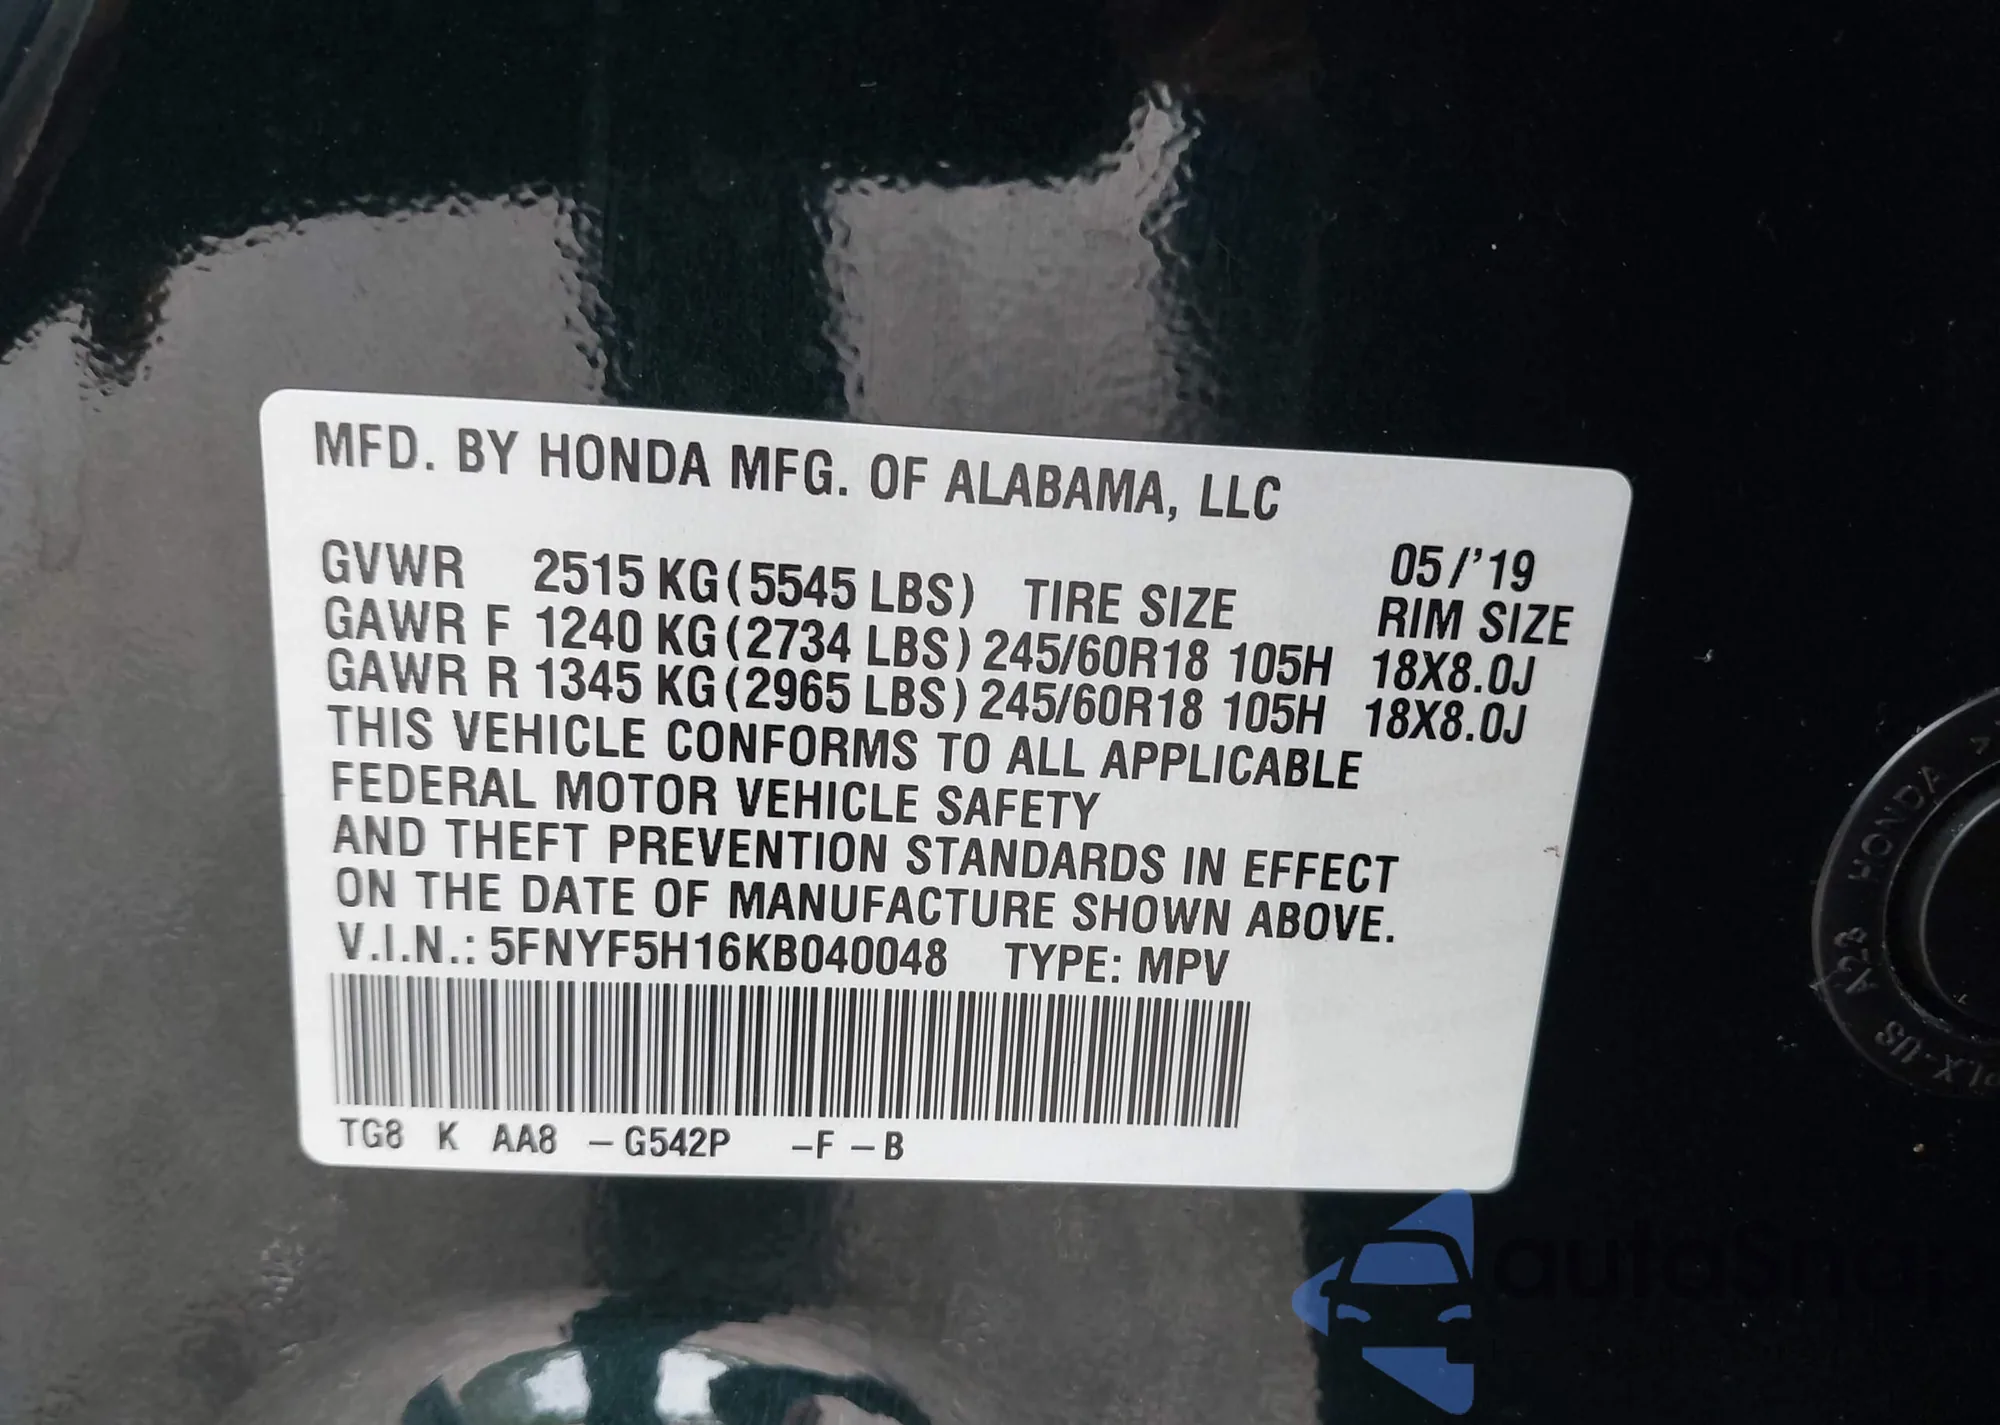 MFD. BY HONDA MFG. OF ALABAMA, LLC
05/'19
GVWR 2515 KG(5545 LBS) TIRE SIZE RIM SIZE
GAWR F 1240 KG(2734 LBS) 245/60R18 105H 18X8.0J
GAWR R 1345 KG(2965 LBS) 245/60R18 105H 18X8.0J
THIS VEHICLE CONFORMS TO ALL APPLICABLE
FEDERAL MOTOR VEHICLE SAFETY
AND THEFT PREVENTION STANDARDS IN EFFECT
ON THE DATE OF MANUFACTURE SHOWN ABOVE.
V.I.N.: 5FNYF5H16KB040048 TYPE: MPV
TG8 K AA8 –G542P –F –B
A23 HONDA
autoSnap